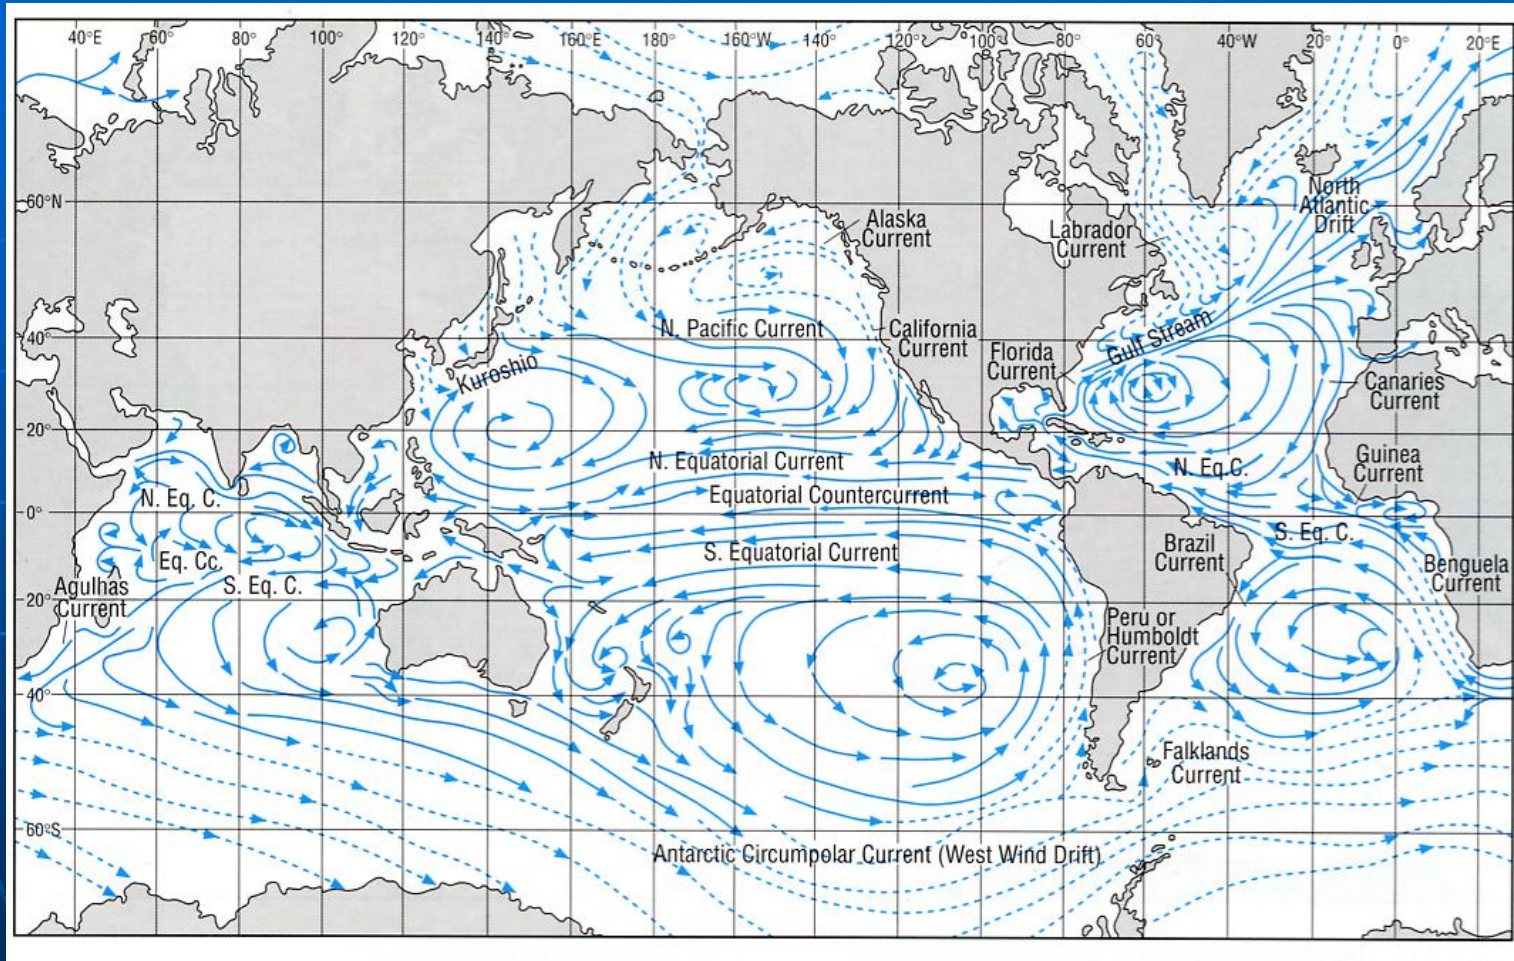 40°E 60° 80° 100° 120° 140° 160°E 180° 160°W 140° 120° 100° 80° 60° 40°W 20° 0° 20°E
60°N
40°
20°
0°
20°
40°
60°S
Alaska
Current
Labrador
Current
North
Atlantic
Drift
N. Pacific Current
California
Current
Kuroshio
Florida
Current
Gulf Stream
Canaries
Current
N. Equatorial Current
N. Eq.C.
Guinea
Current
N. Eq. C.
Equatorial Countercurrent
S. Eq. C.
Eq. Cc.
S. Equatorial Current
Brazil
Current
Benguela
Current
Agulhas
Current
S. Eq. C.
Peru or
Humboldt
Current
Falklands
Current
Antarctic Circumpolar Current (West Wind Drift)